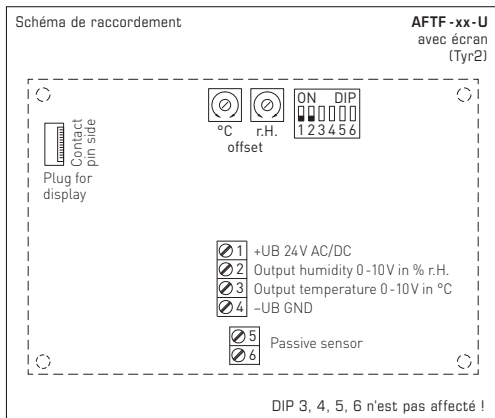 Schéma de raccordement
AFTF-xx-U
avec écran
(Tyr2)
ON DIP
1 2 3 4 5 6
°C r.H.
offset
Contact
pin side
Plug for
display
1 +UB 24V AC/DC
2 Output humidity 0-10V in % r.H.
3 Output temperature 0-10V in °C
4 –UB GND
5
Passive sensor
6
DIP 3, 4, 5, 6 n'est pas affecté !